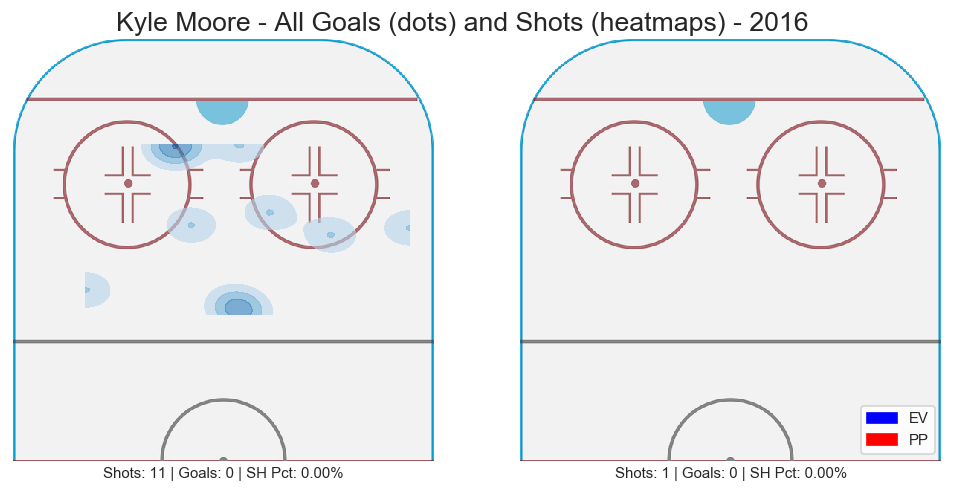 Kyle Moore - All Goals (dots) and Shots (heatmaps) - 2016
EV
PP
Shots: 11 | Goals: 0 | SH Pct: 0.00%
Shots: 1 | Goals: 0 | SH Pct: 0.00%